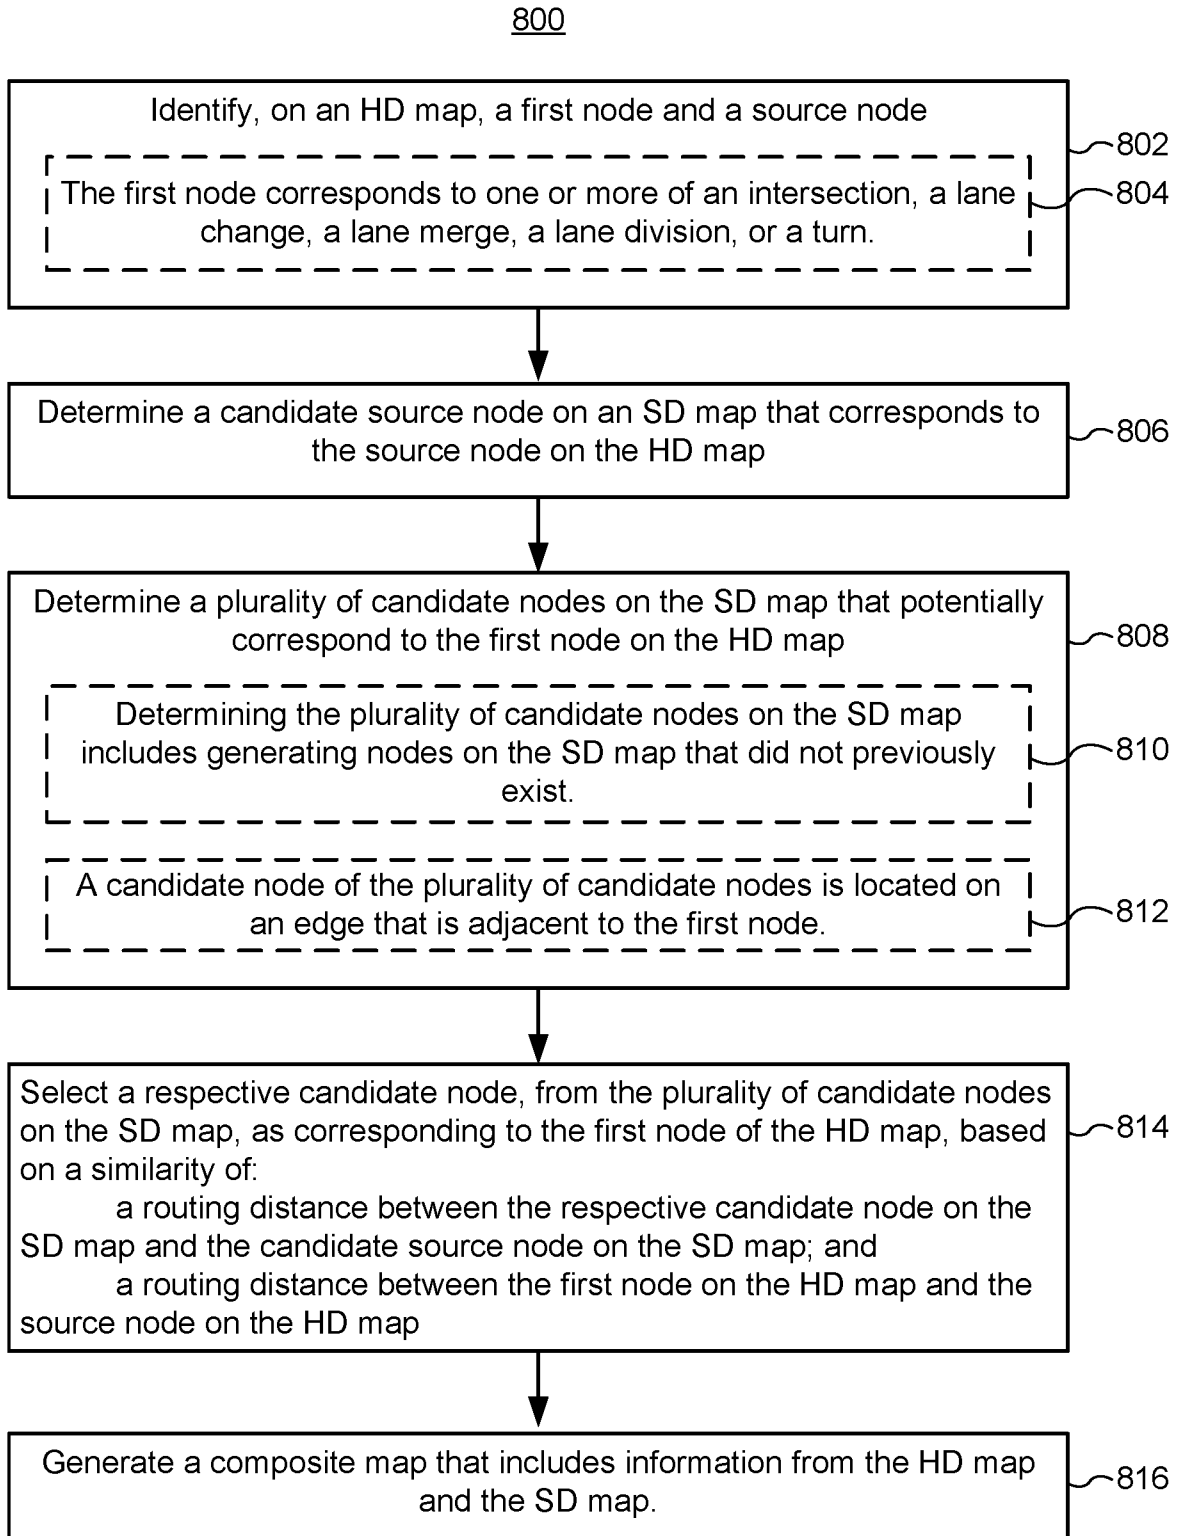 800
Identify, on an HD map, a first node and a source node
802
The first node corresponds to one or more of an intersection, a lane
change, a lane merge, a lane division, or a turn.
804
Determine a candidate source node on an SD map that corresponds to
the source node on the HD map
806
Determine a plurality of candidate nodes on the SD map that potentially
correspond to the first node on the HD map
808
Determining the plurality of candidate nodes on the SD map
includes generating nodes on the SD map that did not previously
exist.
810
A candidate node of the plurality of candidate nodes is located on
an edge that is adjacent to the first node.
812
Select a respective candidate node, from the plurality of candidate nodes
on the SD map, as corresponding to the first node of the HD map, based
on a similarity of:
a routing distance between the respective candidate node on the
SD map and the candidate source node on the SD map; and
a routing distance between the first node on the HD map and the
source node on the HD map
814
Generate a composite map that includes information from the HD map
and the SD map.
816